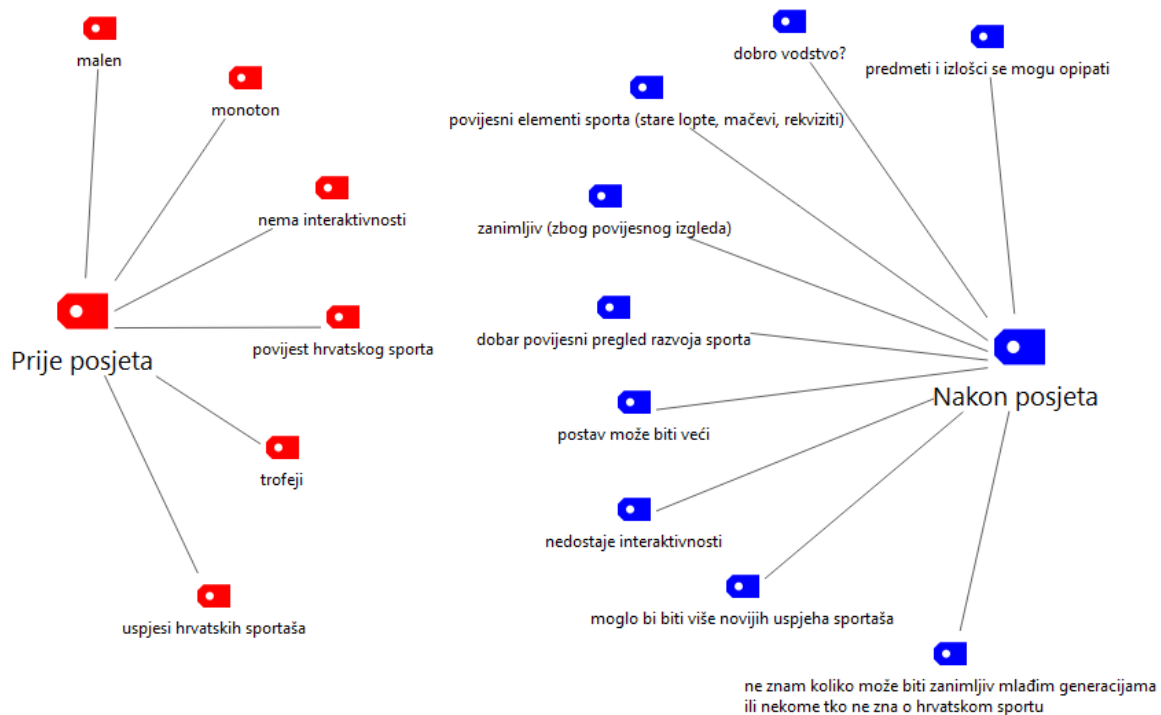 malen
monoton
nema interaktivnosti
povijest hrvatskog sporta
Prije posjeta
trofeji
uspjesi hrvatskih sportaša
dobro vodstvo?
predmeti i izlošci se mogu opipati
povijesni elementi sporta (stare lopte, mačevi, rekviziti)
zanimljiv (zbog povijesnog izgleda)
dobar povijesni pregled razvoja sporta
Nakon posjeta
postav može biti veći
nedostaje interaktivnosti
moglo bi biti više novijih uspjeha sportaša
ne znam koliko može biti zanimljiv mlađim generacijama
ili nekome tko ne zna o hrvatskom sportu